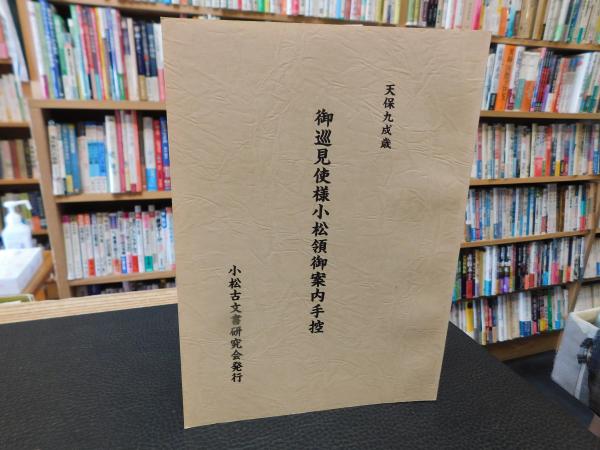 天保九戌歳
御巡見使様小松領御案内手控
小松古文書研究会発行